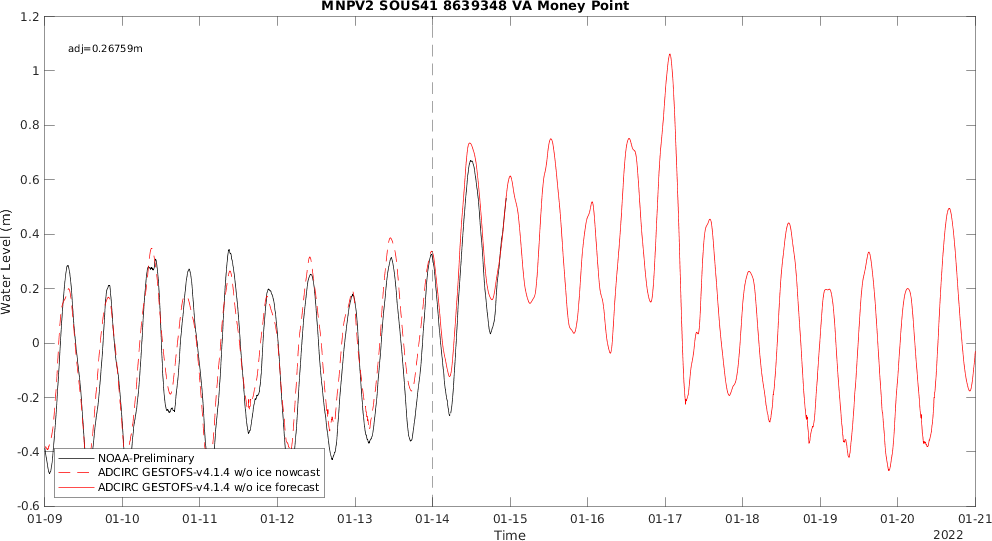 MNPV2 SOUS41 8639348 VA Money Point
adj=0.26759m
1.2
1
0.8
0.6
0.4
0.2
0
-0.2
-0.4
-0.6
Water Level (m)
NOAA-Preliminary
ADCIRC GESTOFS-v4.1.4 w/o ice nowcast
ADCIRC GESTOFS-v4.1.4 w/o ice forecast
01-09 01-10 01-11 01-12 01-13 01-14 01-15 01-16 01-17 01-18 01-19 01-20 01-21
Time
2022